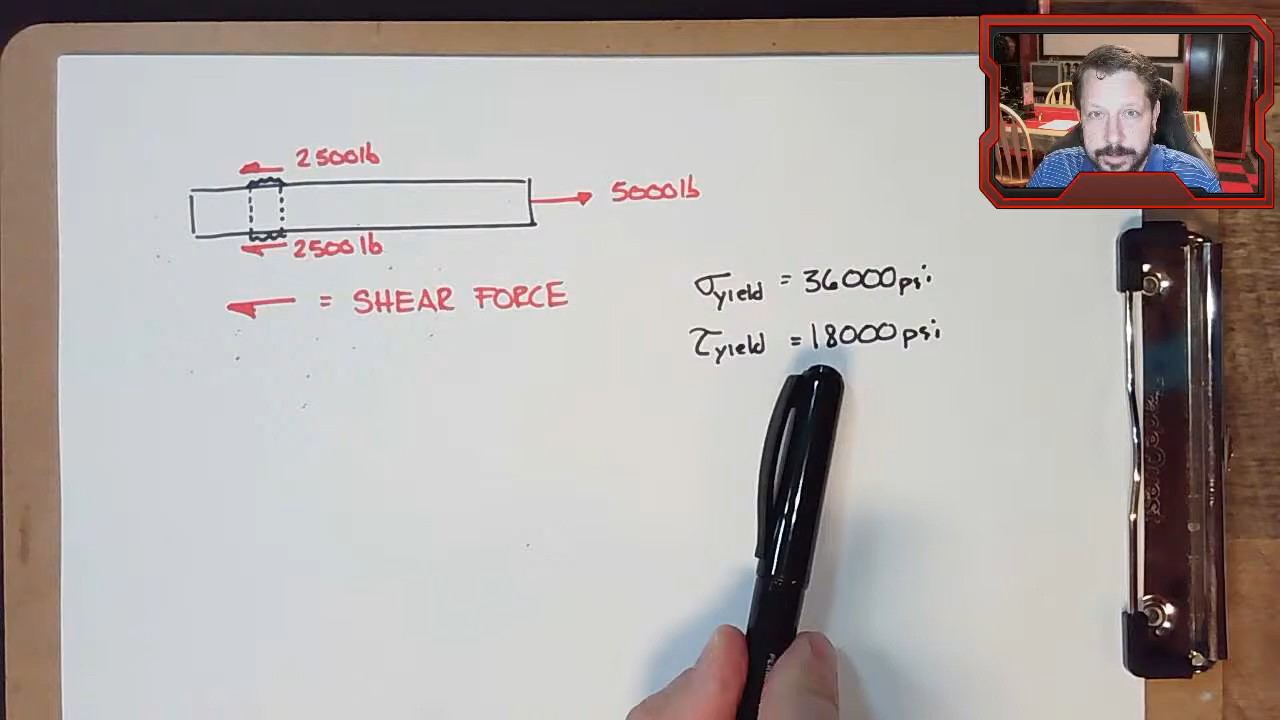 2500lb
5000lb
2500lb
= SHEAR FORCE
σyield = 36000psi
τyield = 18000psi